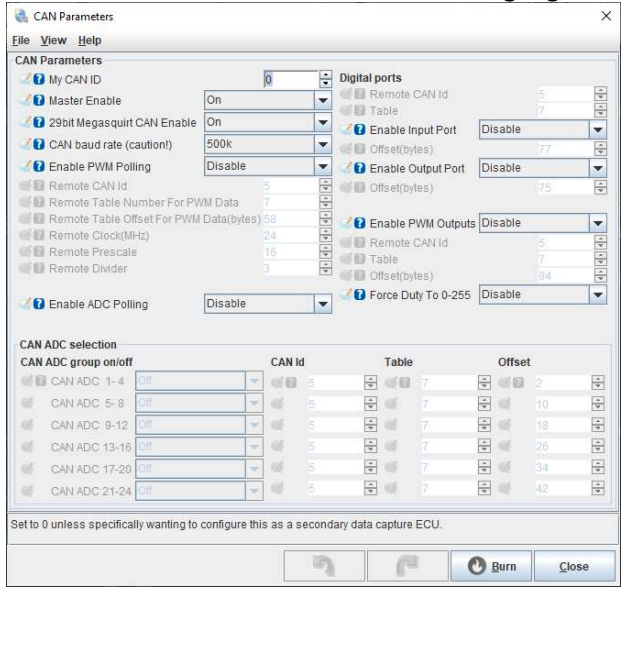 CAN Parameters
File View Help
CAN Parameters
My CAN ID 0
Master Enable On
29bit Megasquirt CAN Enable On
CAN baud rate (caution!) 500k
Enable PWM Polling Disable
Remote CAN Id 5
Remote Table Number For PWM Data 7
Remote Table Offset For PWM Data(bytes) 58
Remote Clock(MHz) 24
Remote Prescale 16
Remote Divider 3
Enable ADC Polling Disable
Digital ports
Remote CAN Id 5
Table 7
Enable Input Port Disable
Offset(bytes) 77
Enable Output Port Disable
Offset(bytes) 75
Enable PWM Outputs Disable
Remote CAN Id 5
Table 7
Offset(bytes) 94
Force Duty To 0-255 Disable
CAN ADC selection
CAN ADC group on/off CAN Id Table Offset
CAN ADC 1- 4 Off 5 7 2
CAN ADC 5- 8 Off 5 7 10
CAN ADC 9-12 Off 5 7 18
CAN ADC 13-16 Off 5 7 26
CAN ADC 17-20 Off 5 7 34
CAN ADC 21-24 Off 5 7 42
Set to 0 unless specifically wanting to configure this as a secondary data capture ECU.
Burn Close